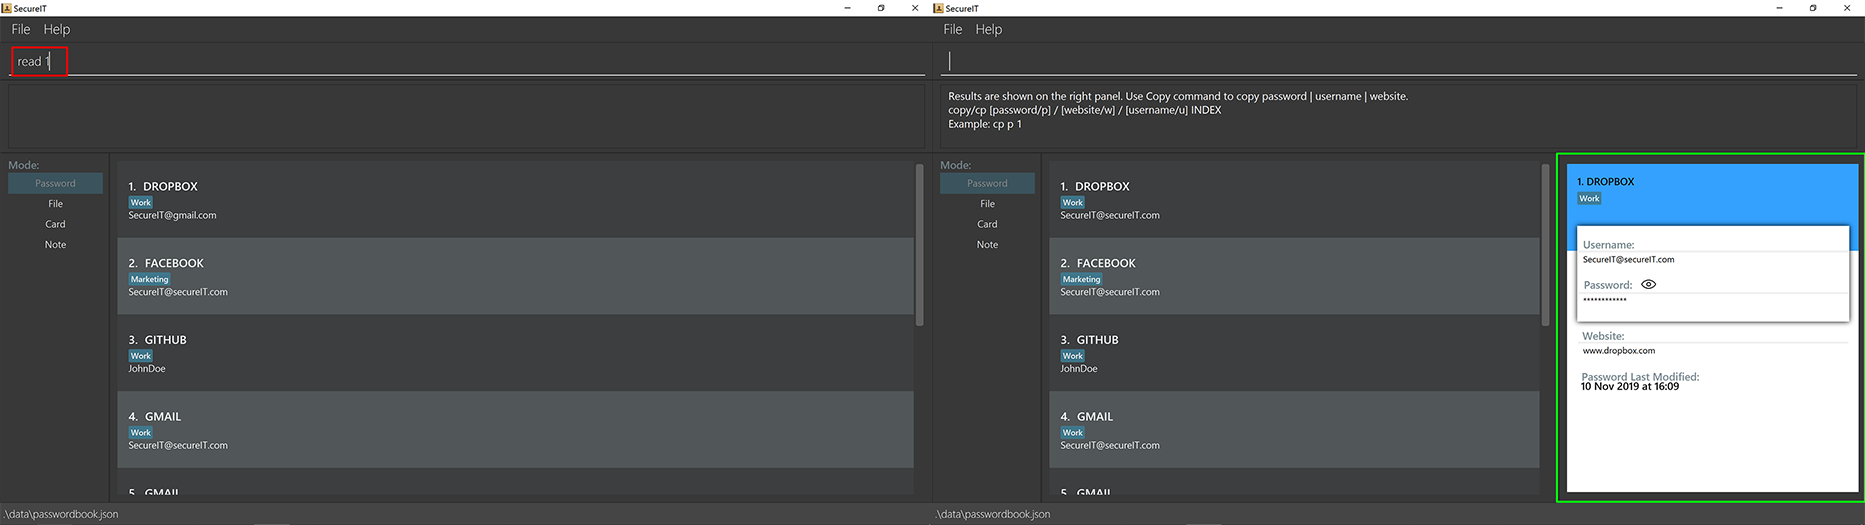 SecureIT
File Help
read 1
Mode:
Password
File
Card
Note
1. DROPBOX
Work
SecureIT@gmail.com
2. FACEBOOK
Marketing
SecureIT@secureIT.com
3. GITHUB
Work
JohnDoe
4. GMAIL
Work
SecureIT@secureIT.com
5. GMAIL
.\data\passwordbook.json
SecureIT
File Help
Results are shown on the right panel. Use Copy command to copy password | username | website.
copy/cp [password/p] / [website/w] / [username/u] INDEX
Example: cp p 1
Mode:
Password
File
Card
Note
1. DROPBOX
Work
SecureIT@secureIT.com
2. FACEBOOK
Marketing
SecureIT@secureIT.com
3. GITHUB
Work
JohnDoe
4. GMAIL
Work
SecureIT@secureIT.com
5. GMAIL
1. DROPBOX
Work
Username:
SecureIT@secureIT.com
Password:
************
Website:
www.dropbox.com
Password Last Modified:
10 Nov 2019 at 16:09
.\data\passwordbook.json